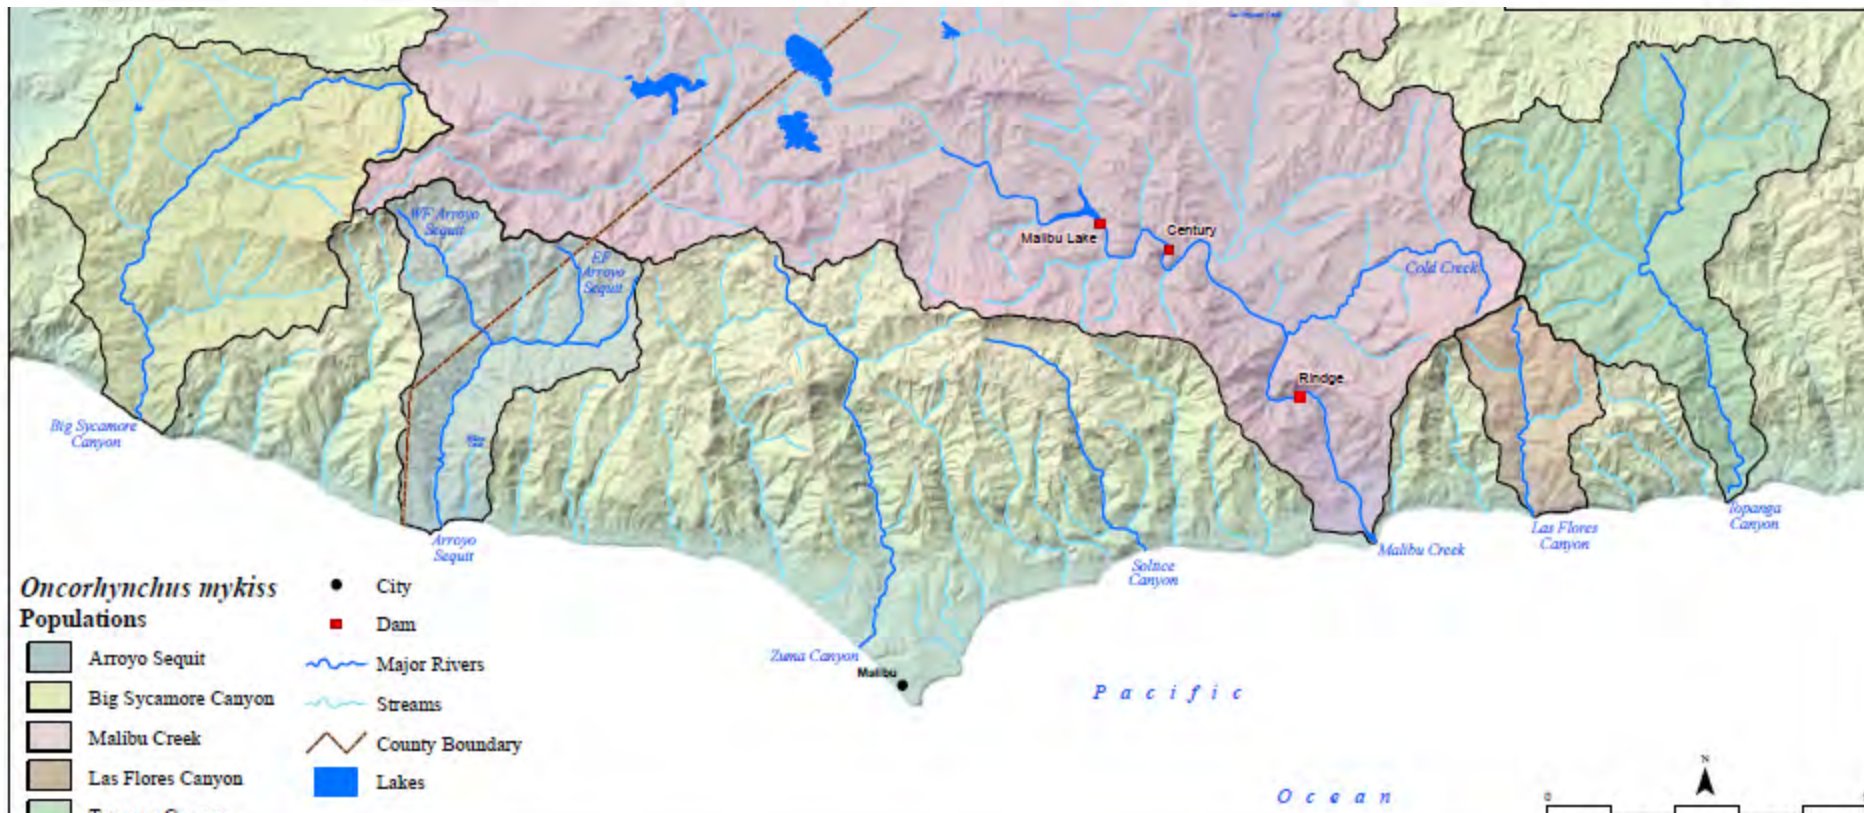 WF Arroyo
Sequit
EF
Arroyo
Sequit
Malibu Lake
Century
Cold Creek
Rindge
Big Sycamore
Canyon
Arroyo
Sequit
Zuma Canyon
Malibu
Soltice
Canyon
Malibu Creek
Las Flores
Canyon
Topanga
Canyon
Pacific
Ocean
Oncorhynchus mykiss
Populations
Arroyo Sequit
Big Sycamore Canyon
Malibu Creek
Las Flores Canyon
City
Dam
Major Rivers
Streams
County Boundary
Lakes
N
0